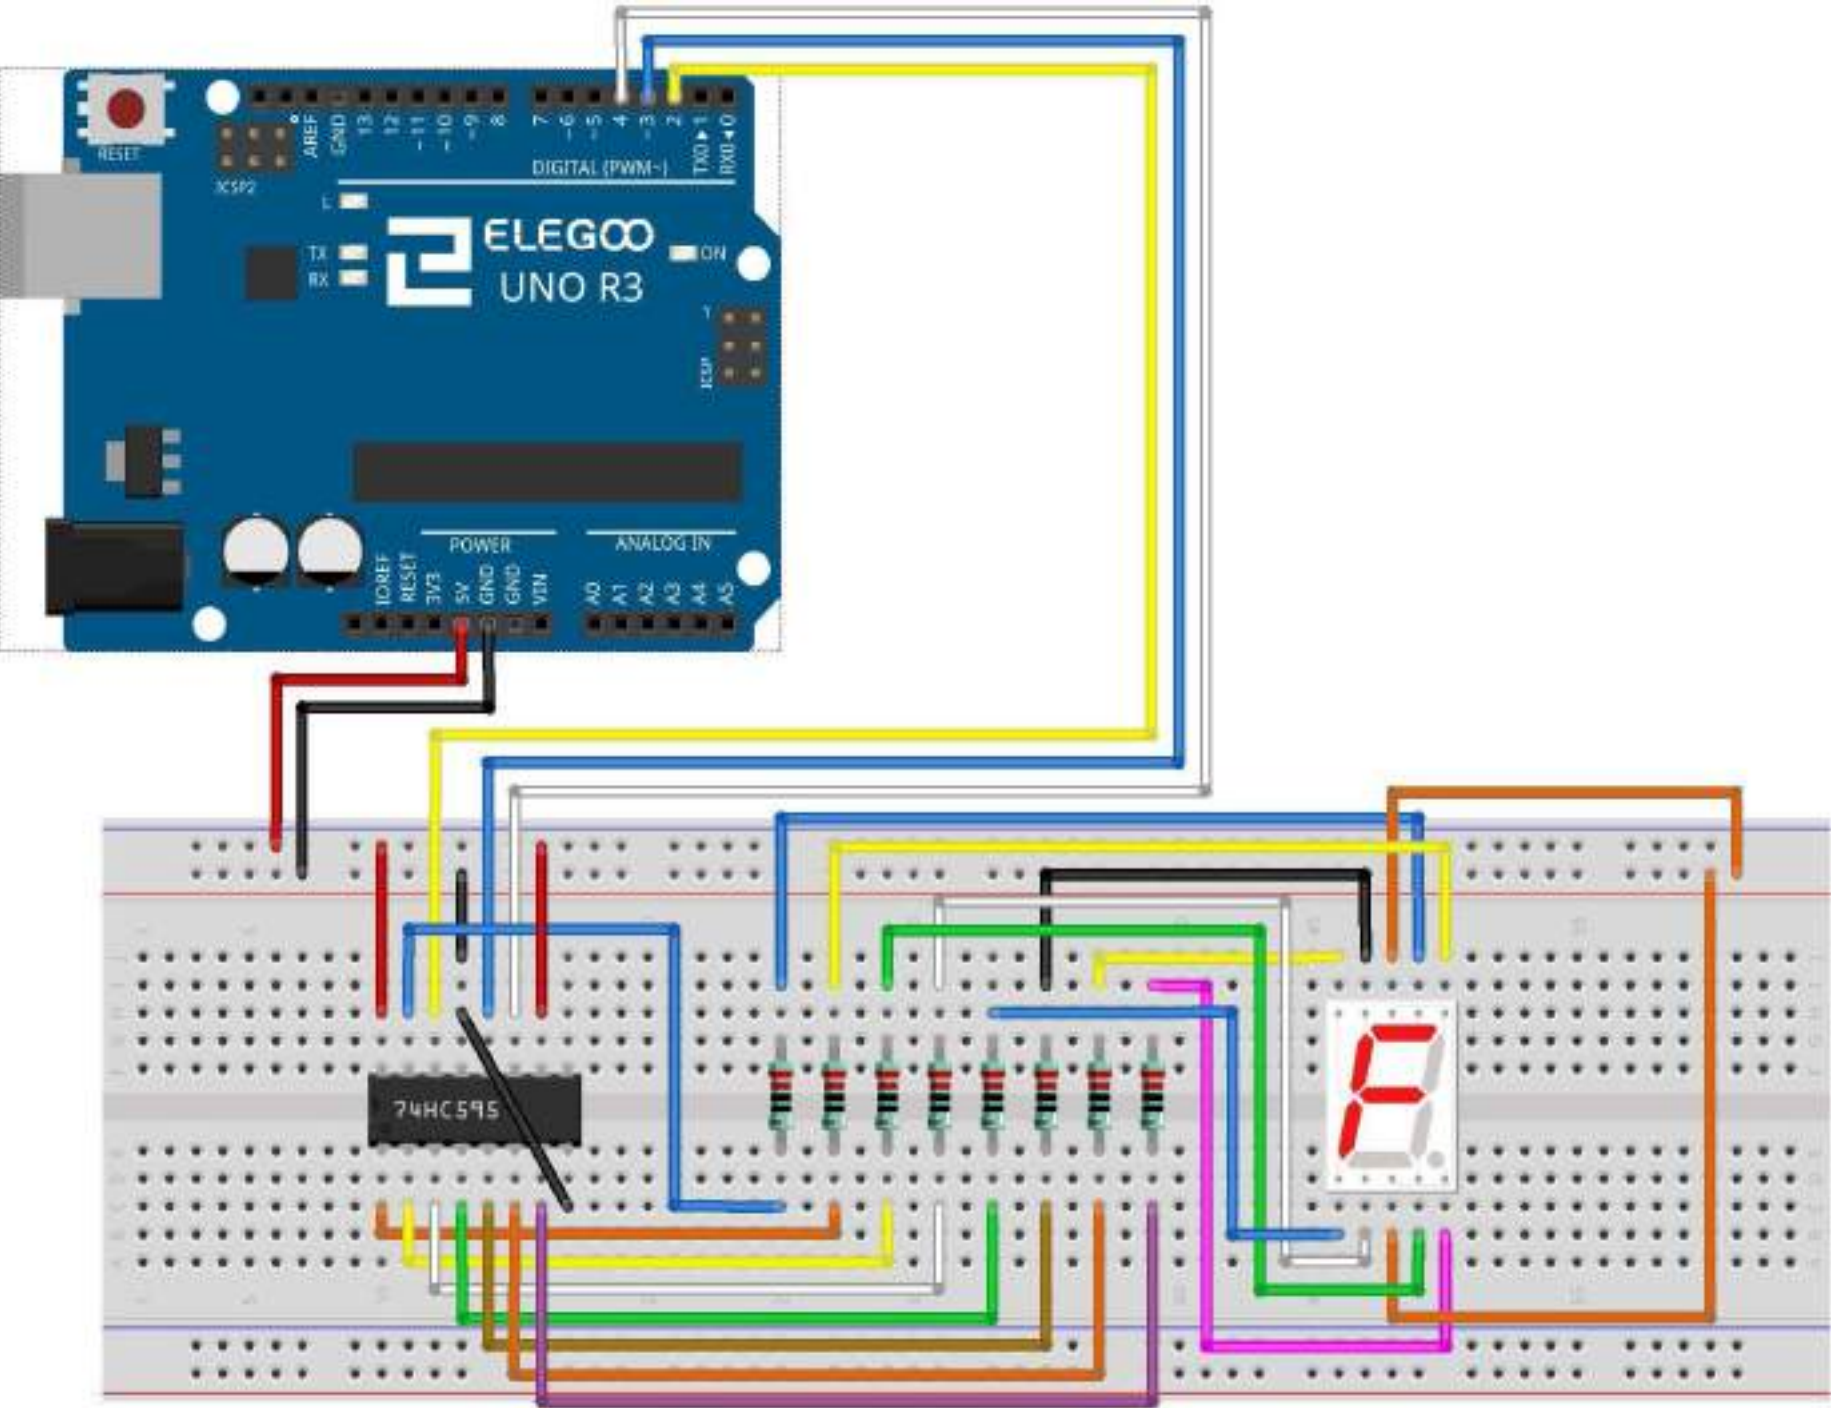 RESET
ICSP2
AREF
GND
13
12
~11
~10
~9
8
7
~6
~5
4
~3
2
TX0▶1
RX0◀0
DIGITAL (PWM~)
L
TX
RX
ELEGOO
UNO R3
ON
ICSP
IOREF
RESET
3V3
5V
GND
GND
VIN
POWER
ANALOG IN
A0
A1
A2
A3
A4
A5
74HC595